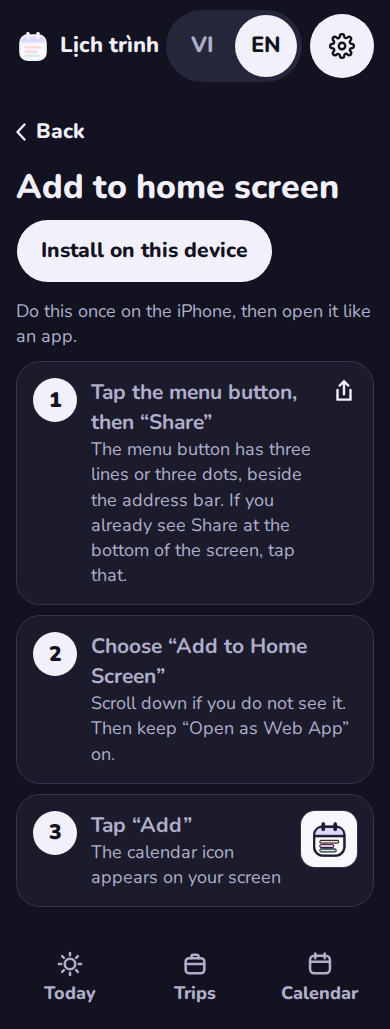 Lịch trình VI EN
Back
Add to home screen
Install on this device
Do this once on the iPhone, then open it like
an app.
1
Tap the menu button,
then “Share”
The menu button has three
lines or three dots, beside
the address bar. If you
already see Share at the
bottom of the screen, tap
that.
2
Choose “Add to Home
Screen”
Scroll down if you do not see it.
Then keep “Open as Web App”
on.
3
Tap “Add”
The calendar icon
appears on your screen
Today Trips Calendar